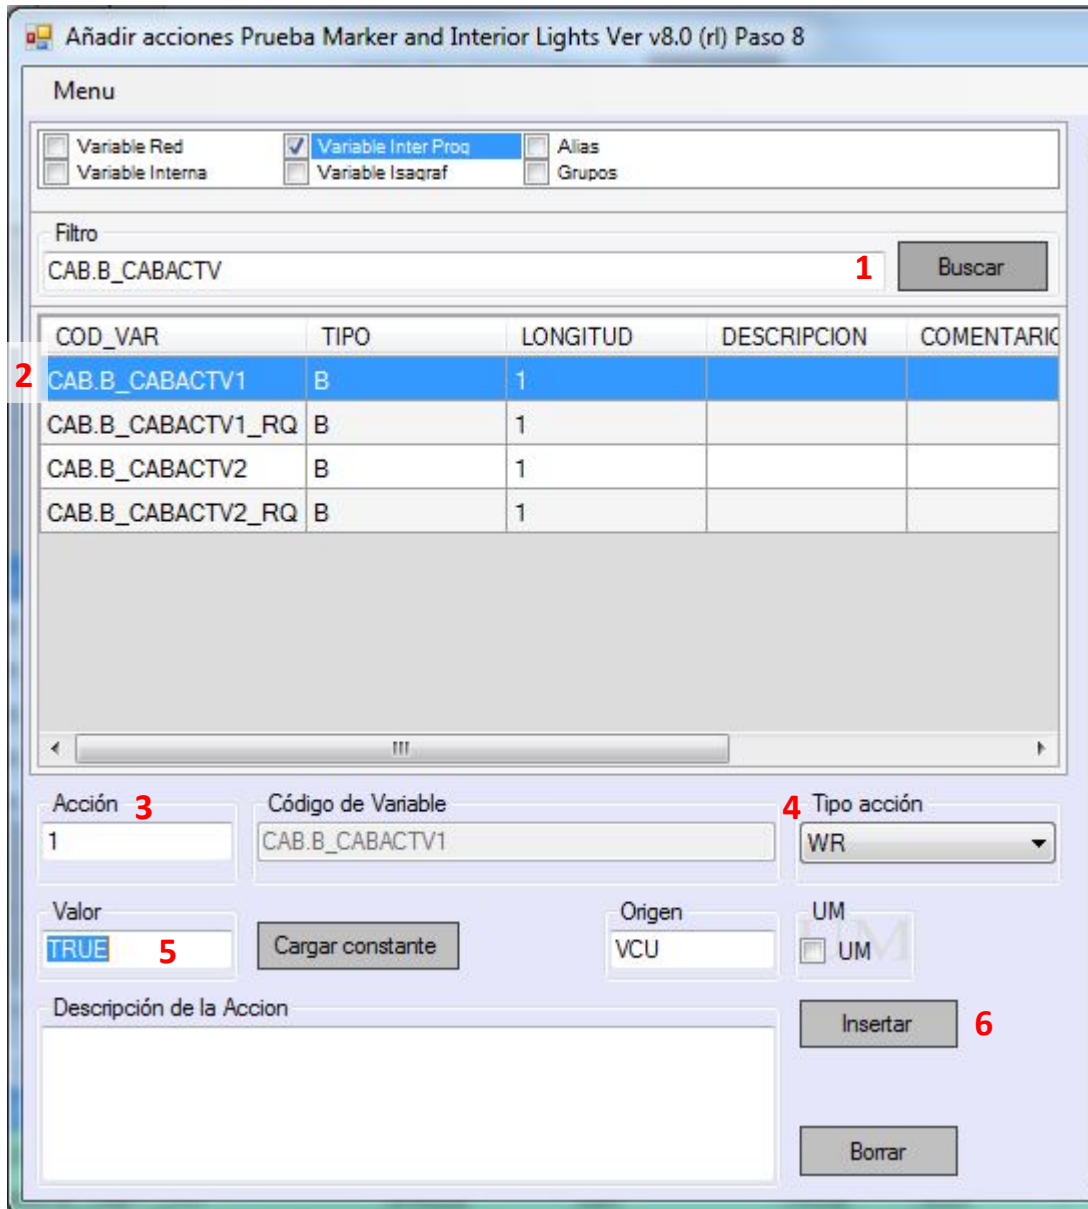 Añadir acciones Prueba Marker and Interior Lights Ver v8.0 (rl) Paso 8
Menu
Variable Red Variable Inter Prog Alias
Variable Interna Variable Isagraf Grupos
Filtro
CAB.B_CABACTV 1 Buscar
COD_VAR TIPO LONGITUD DESCRIPCION COMENTARIO
2 CAB.B_CABACTV1 B 1
CAB.B_CABACTV1_RQ B 1
CAB.B_CABACTV2 B 1
CAB.B_CABACTV2_RQ B 1
Acción 3 Código de Variable 4 Tipo acción
1 CAB.B_CABACTV1 WR
Valor Origen UM
TRUE 5 Cargar constante VCU UM UM
Descripción de la Accion
Insertar 6
Borrar